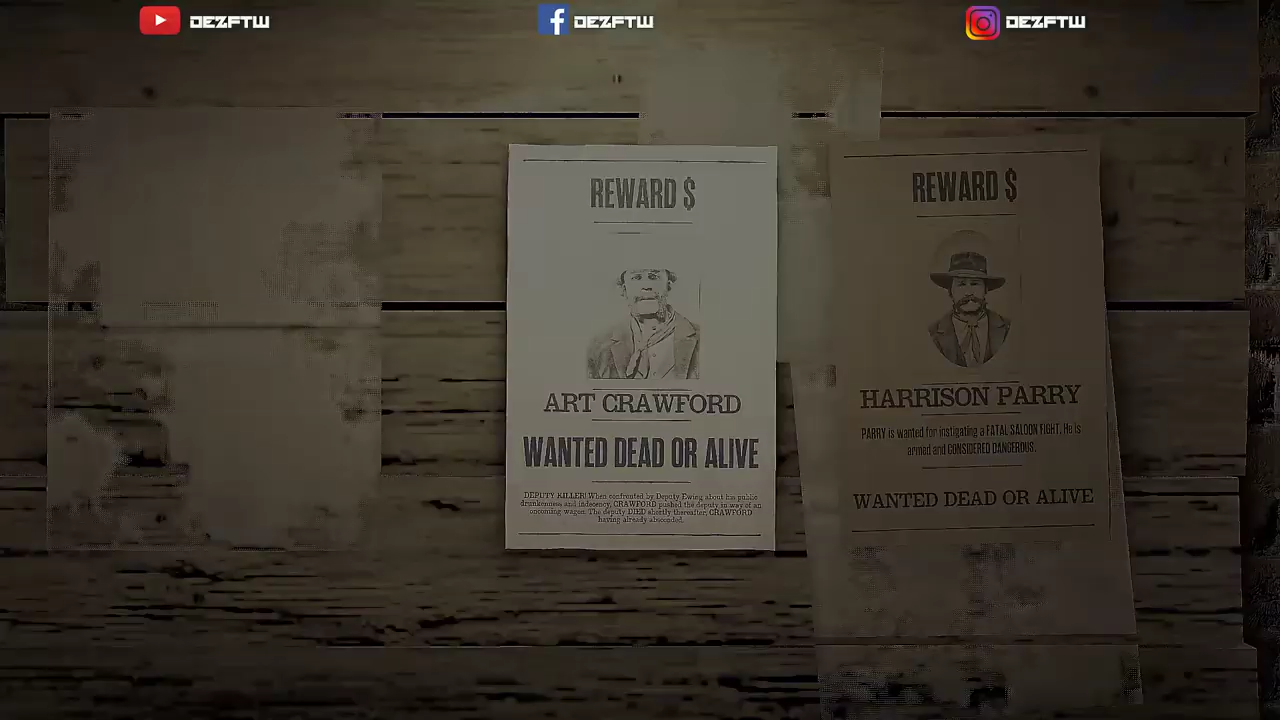 DEZFTW
DEZFTW
DEZFTW
REWARD $
ART CRAWFORD
WANTED DEAD OR ALIVE
DEPUTY KILLER! When confronted by Deputy Ewing about his public
drunkenness and indecency, CRAWFORD pushed the deputy in way of an
oncoming wagon. The deputy DIED shortly thereafter, CRAWFORD
having already absconded.
REWARD $
HARRISON PARRY
PARRY is wanted for instigating a FATAL SALOON FIGHT. He is
armed and CONSIDERED DANGEROUS.
WANTED DEAD OR ALIVE